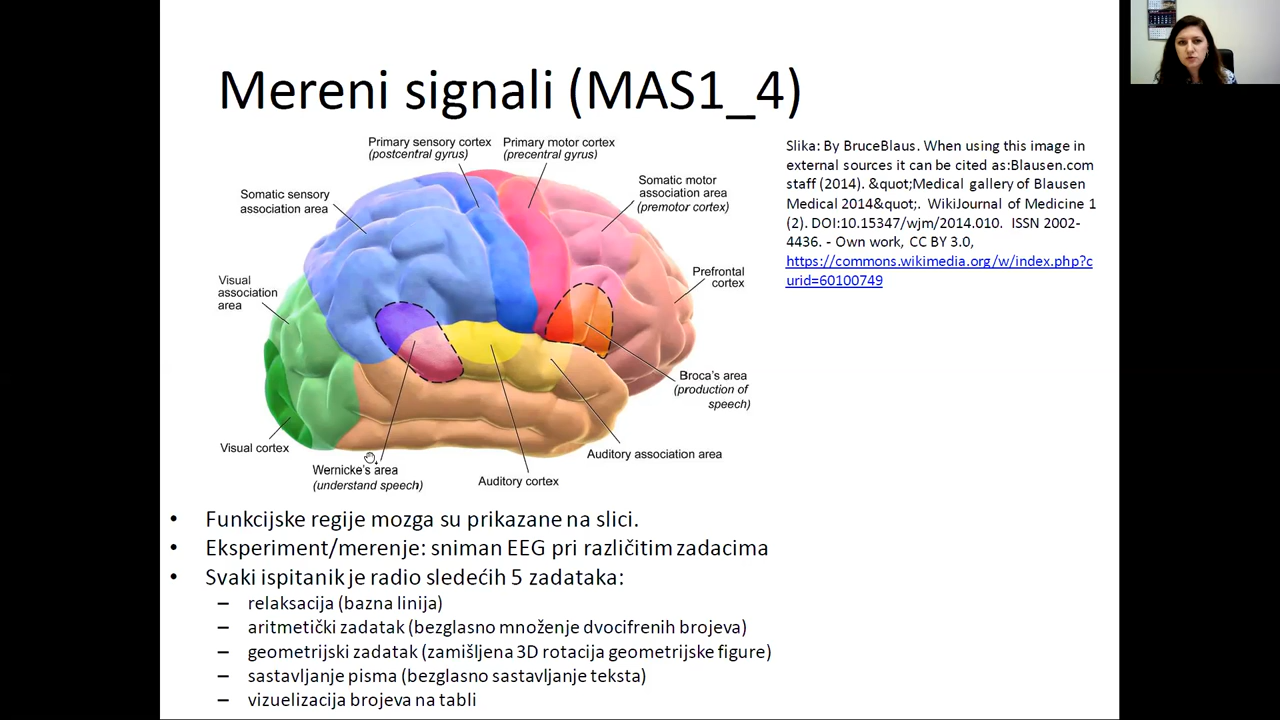 Mereni signali (MAS1_4)
Primary sensory cortex
(postcentral gyrus)
Primary motor cortex
(precentral gyrus)
Somatic sensory
association area
Somatic motor
association area
(premotor cortex)
Visual
association
area
Prefrontal
cortex
Broca's area
(production of
speech)
Visual cortex
Wernicke's area
(understand speech)
Auditory cortex
Auditory association area
Slika: By BruceBlaus. When using this image in
external sources it can be cited as:Blausen.com
staff (2014). &quot;Medical gallery of Blausen
Medical 2014&quot;. WikiJournal of Medicine 1
(2). DOI:10.15347/wjm/2014.010. ISSN 2002-
4436. - Own work, CC BY 3.0,
https://commons.wikimedia.org/w/index.php?c
urid=60100749
• Funkcijske regije mozga su prikazane na slici.
• Eksperiment/merenje: sniman EEG pri različitim zadacima
• Svaki ispitanik je radio sledećih 5 zadataka:
– relaksacija (bazna linija)
– aritmetički zadatak (bezglasno množenje dvocifrenih brojeva)
– geometrijski zadatak (zamišljena 3D rotacija geometrijske figure)
– sastavljanje pisma (bezglasno sastavljanje teksta)
– vizuelizacija brojeva na tabli